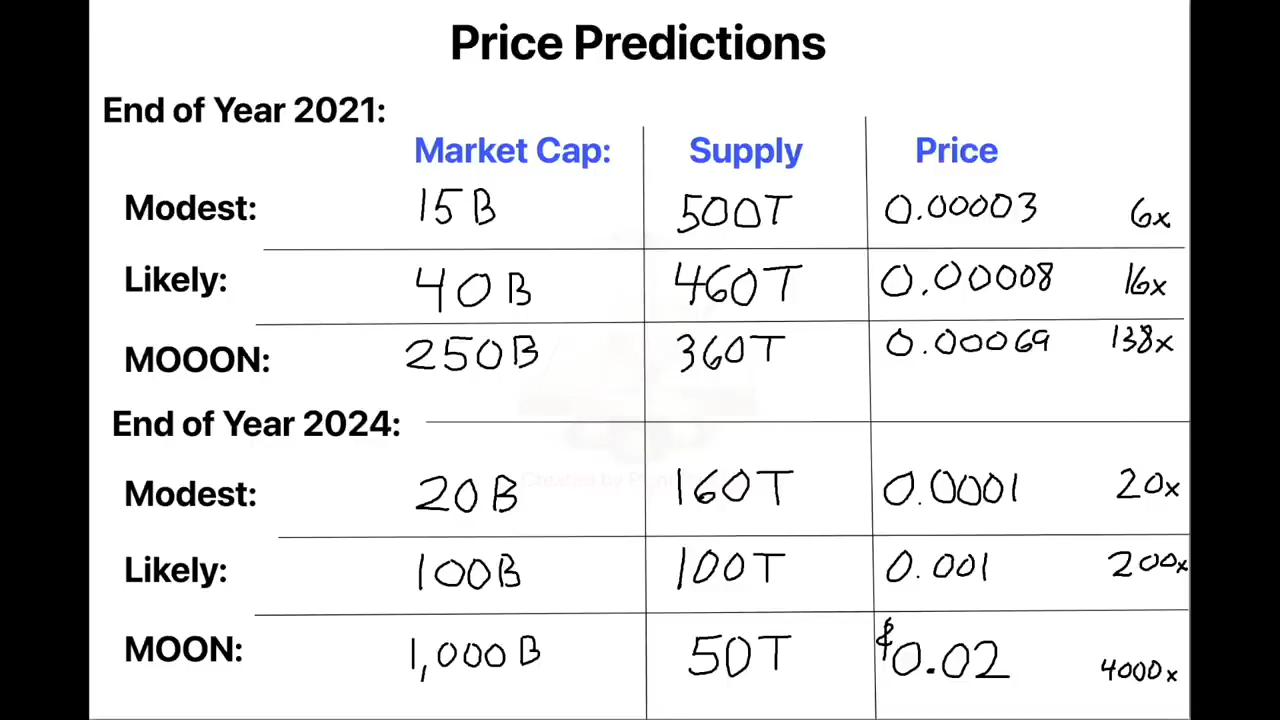 Price Predictions
End of Year 2021:
Market Cap: Supply Price
Modest: 15B 500T 0.00003 6x
Likely: 40B 460T 0.00008 16x
MOOON: 250B 360T 0.00069 138x
End of Year 2024:
Created by
Modest: 20B 160T 0.0001 20x
Likely: 100B 100T 0.001 200x
MOON: 1,000B 50T $0.02 4000x